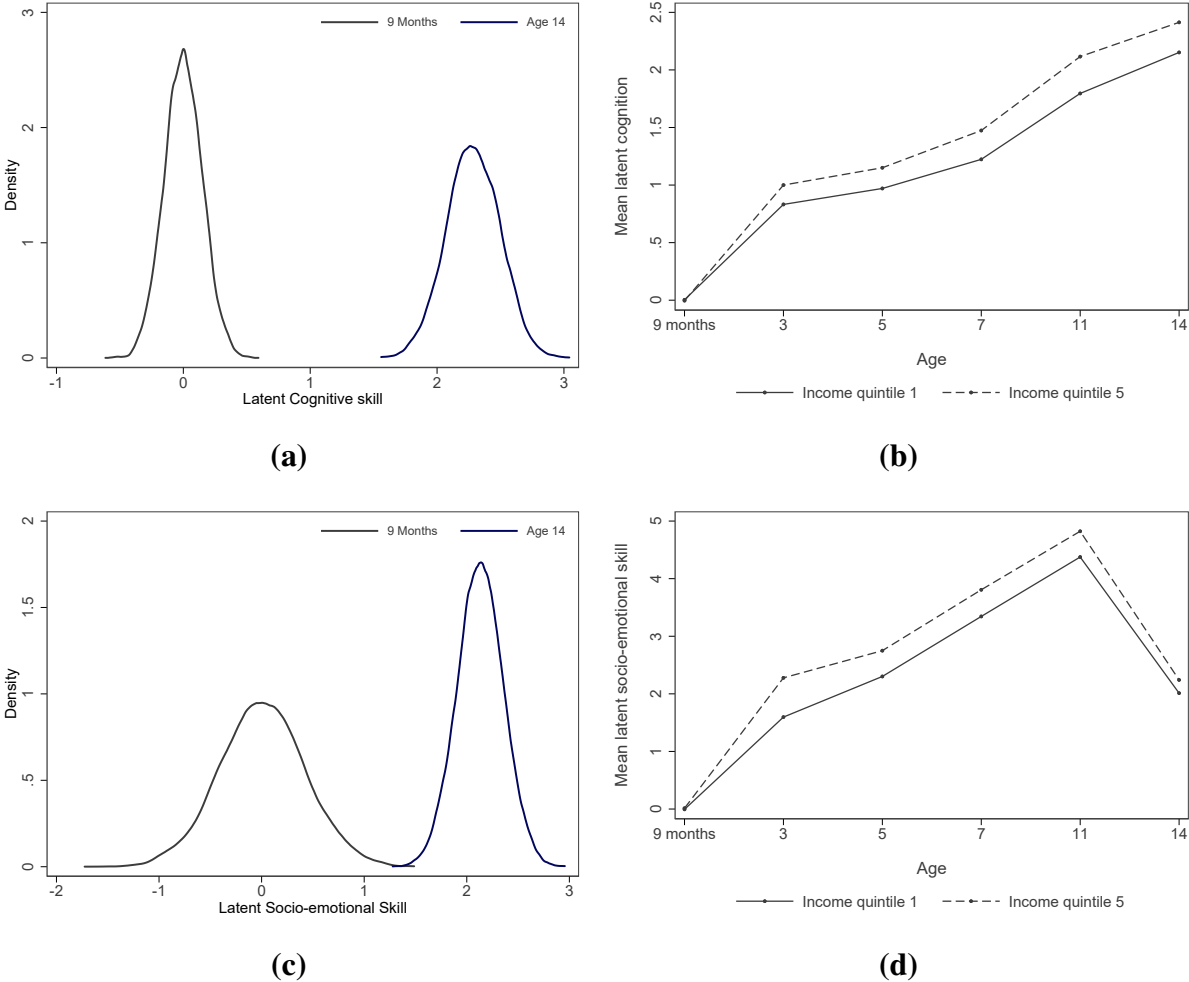 9 Months Age 14
3
2
1
0
Density
-1 0 1 2 3
Latent Cognitive skill
(a)
2.5
2
1.5
1
.5
0
Mean latent cognition
9 months 3 5 7 11 14
Age
Income quintile 1 Income quintile 5
(b)
9 Months Age 14
2
1.5
1
.5
0
Density
-2 -1 0 1 2 3
Latent Socio-emotional Skill
(c)
5
4
3
2
1
0
Mean latent socio-emotional skill
9 months 3 5 7 11 14
Age
Income quintile 1 Income quintile 5
(d)